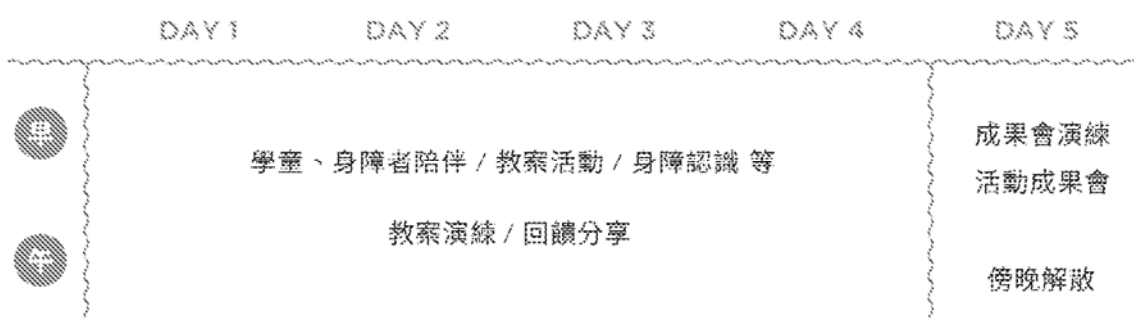 DAY 1 DAY 2 DAY 3 DAY 4 DAY 5
早
成果會演練
學童、身障者陪伴 / 教案活動 / 身障認識 等
活動成果會
教案演練 / 回饋分享
午
傍晚解散